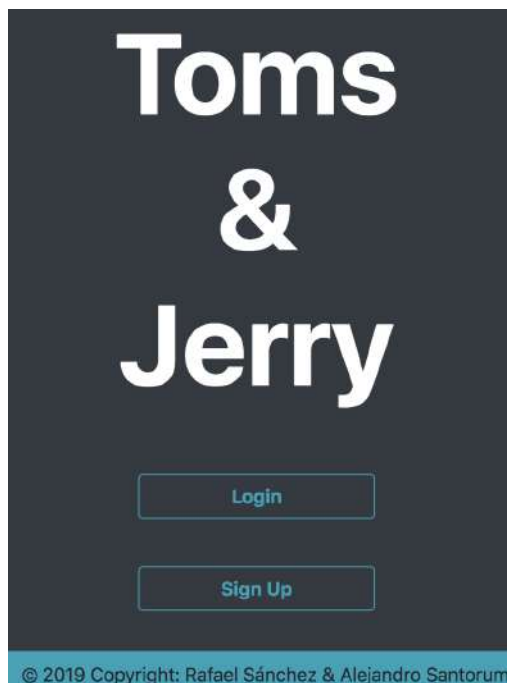 Toms
&
Jerry
Login
Sign Up
© 2019 Copyright: Rafael Sánchez & Alejandro Santorum